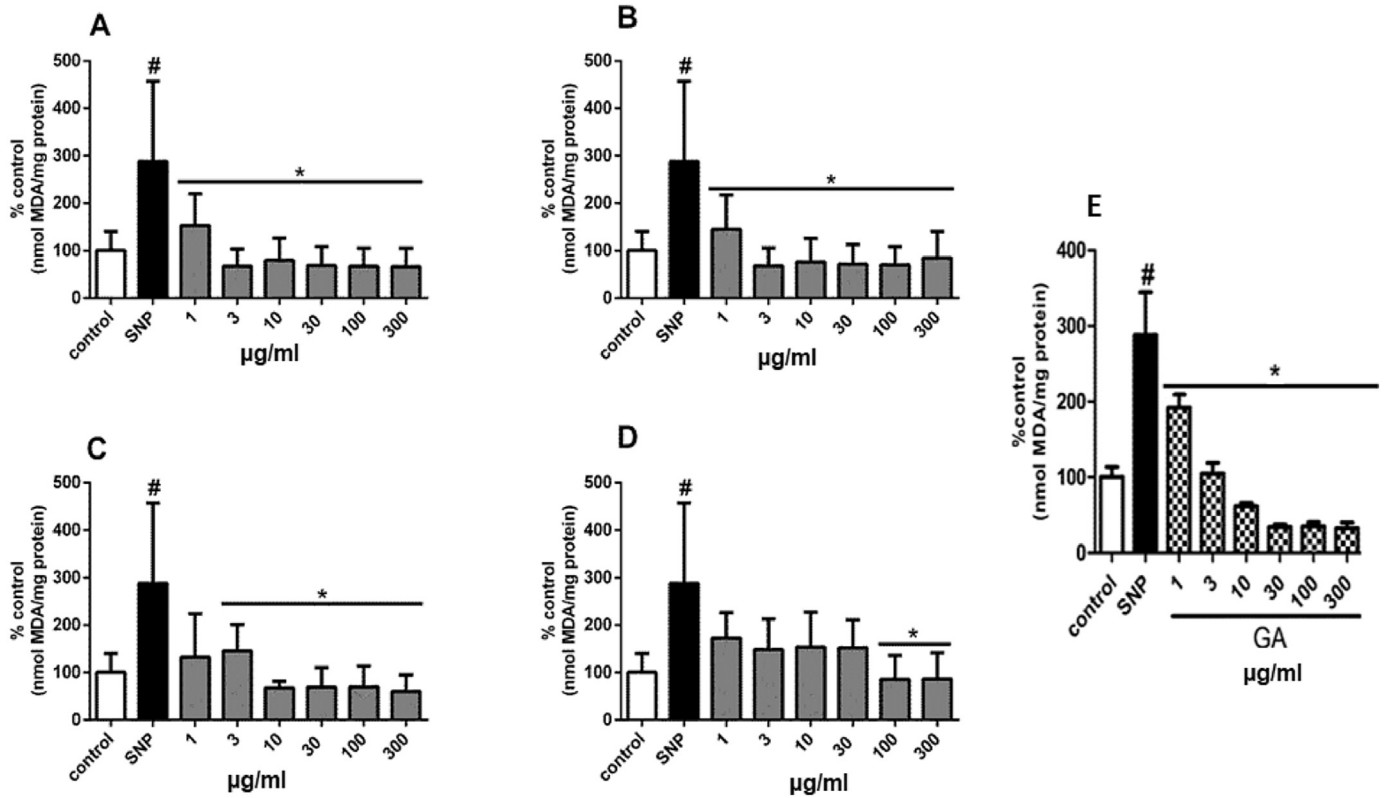 A
% control
(nmol MDA/mg protein)
500
400
300
200
100
0
#
*
control
SNP
1
3
10
30
100
300
µg/ml
B
% control
(nmol MDA/mg protein)
500
400
300
200
100
0
#
*
control
SNP
1
3
10
30
100
300
µg/ml
C
% control
(nmol MDA/mg protein)
500
400
300
200
100
0
#
*
control
SNP
1
3
10
30
100
300
µg/ml
D
% control
(nmol MDA/mg protein)
500
400
300
200
100
0
#
*
control
SNP
1
3
10
30
100
300
µg/ml
E
%control
(nmol MDA/mg protein)
400
300
200
100
0
#
*
control
SNP
1
3
10
30
100
300
GA
µg/ml